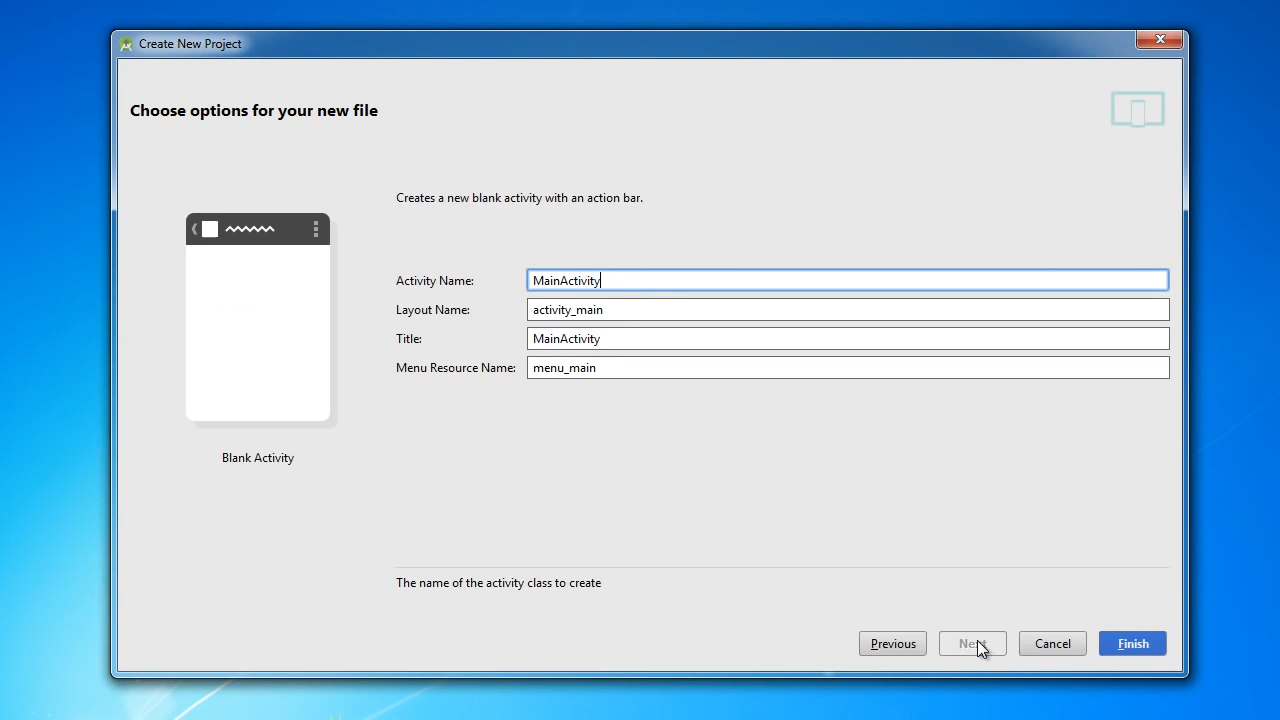 Create New Project
Choose options for your new file
Creates a new blank activity with an action bar.
Activity Name: MainActivity
Layout Name: activity_main
Title: MainActivity
Menu Resource Name: menu_main
Blank Activity
The name of the activity class to create
Previous Next Cancel Finish